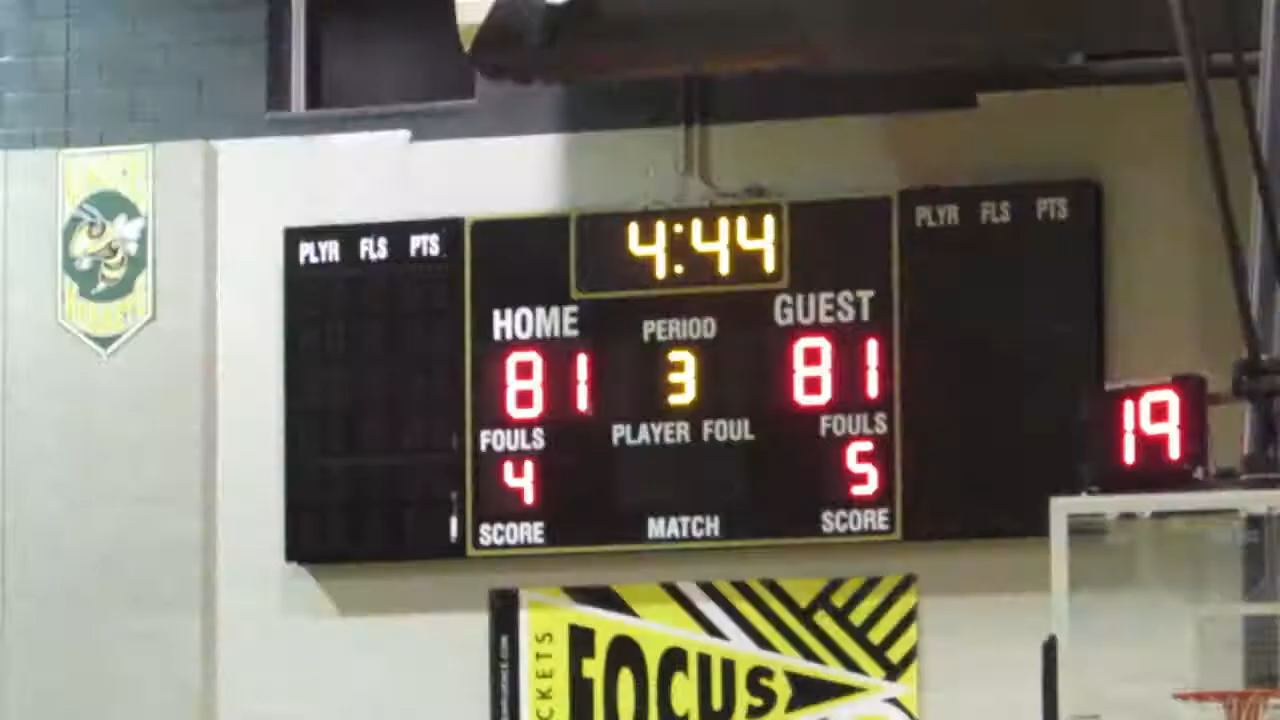 PLYR FLS PTS
4:44
PLYR FLS PTS
HOME PERIOD GUEST
81 3 81
FOULS PLAYER FOUL FOULS
4 5
SCORE MATCH SCORE
19
FOCUS